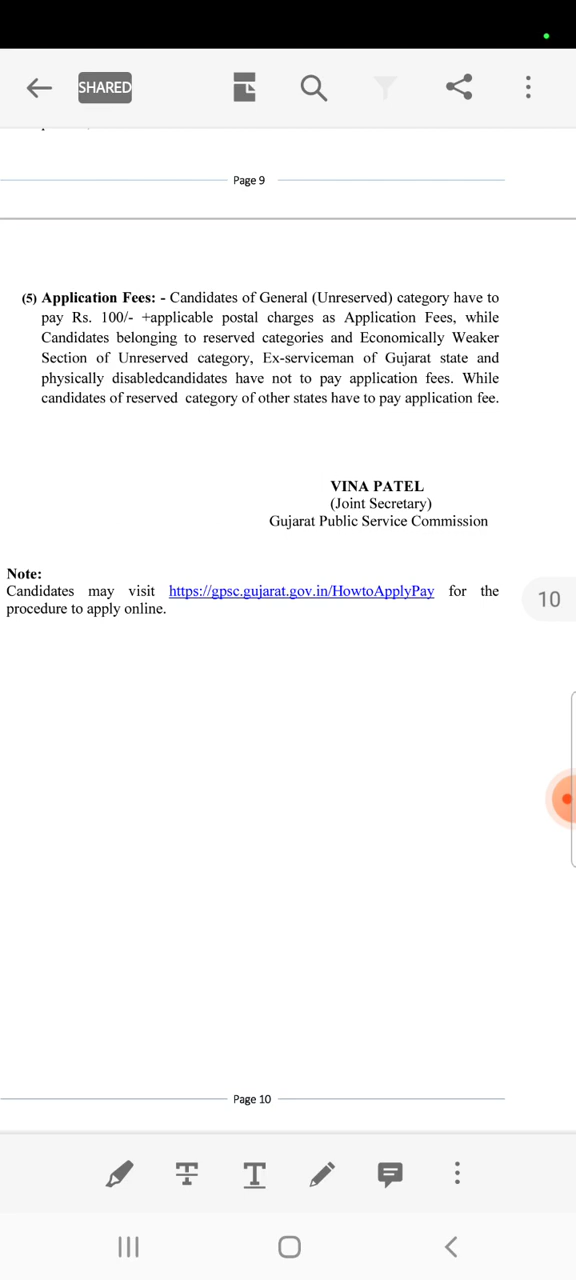 SHARED
Page 9
(5) Application Fees: - Candidates of General (Unreserved) category have to
pay Rs. 100/- +applicable postal charges as Application Fees, while
Candidates belonging to reserved categories and Economically Weaker
Section of Unreserved category, Ex-serviceman of Gujarat state and
physically disabledcandidates have not to pay application fees. While
candidates of reserved category of other states have to pay application fee.
VINA PATEL
(Joint Secretary)
Gujarat Public Service Commission
Note:
Candidates may visit https://gpsc.gujarat.gov.in/HowtoApplyPay for the
procedure to apply online.
10
Page 10